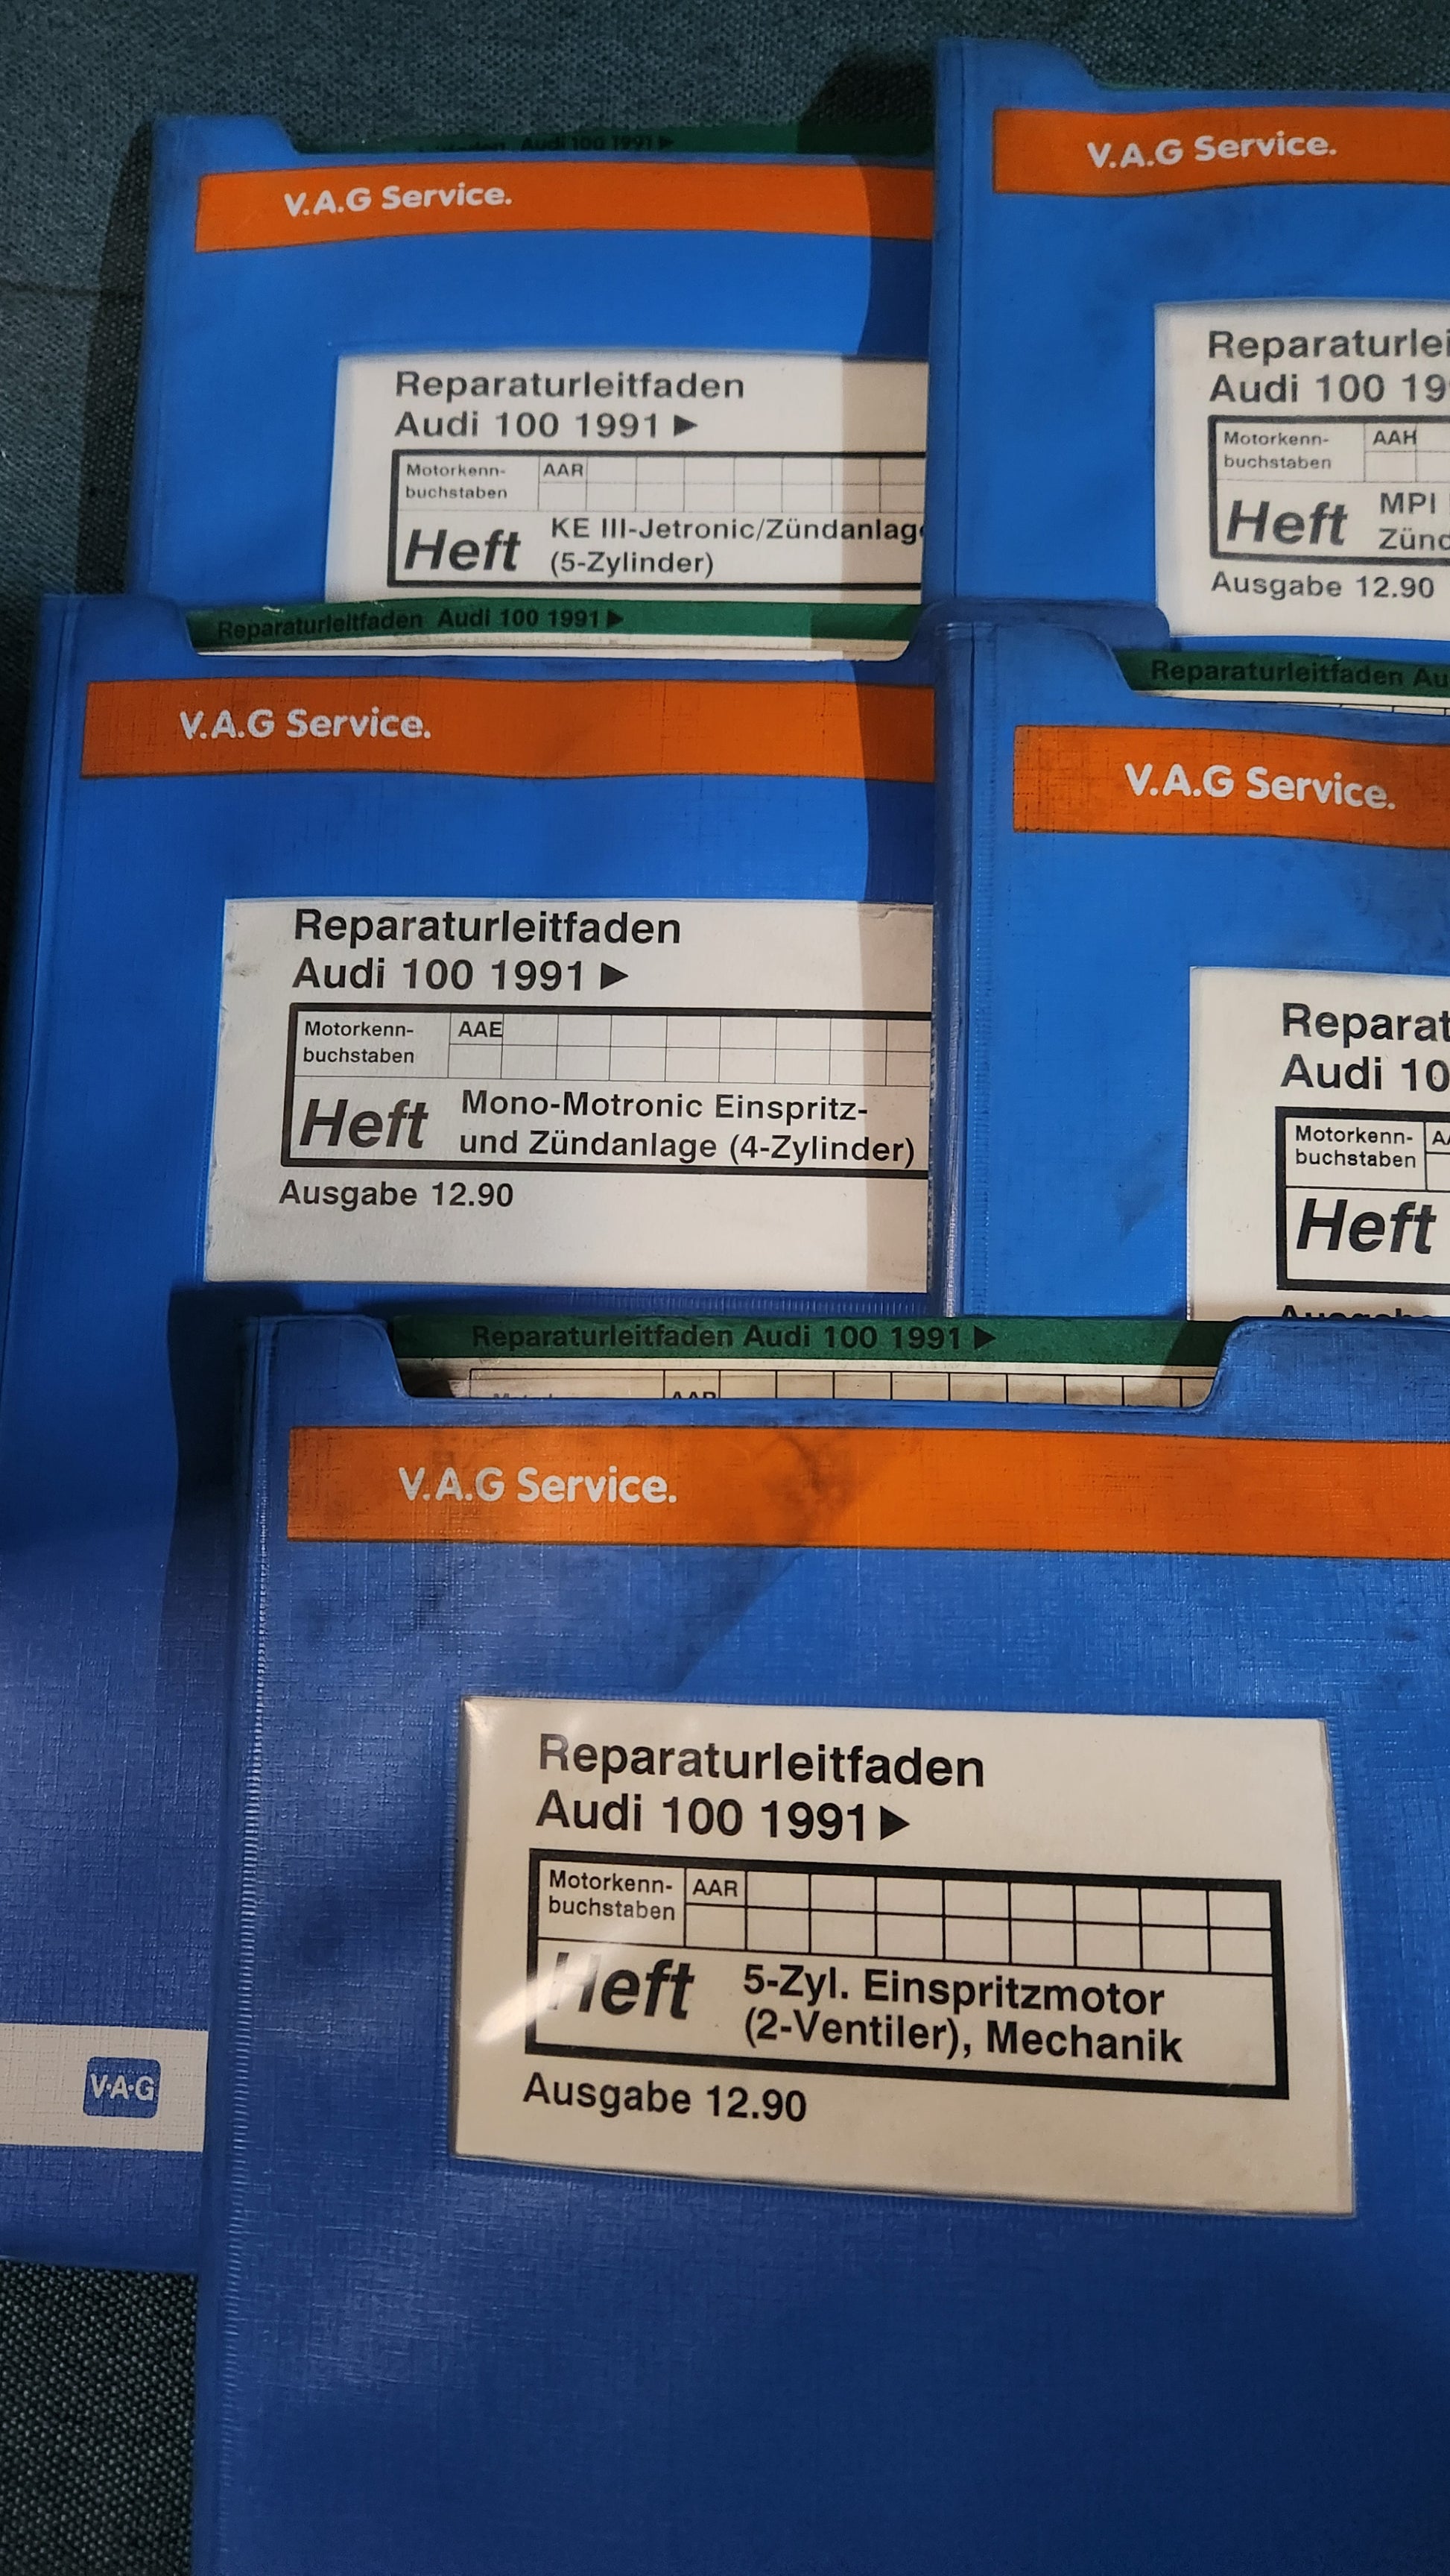 Audi 100 1991 ▶
V.A.G Service.
Reparaturleitfaden
Audi 100 1991 ▶
Motorkenn-
buchstaben
AAR
Heft
KE III-Jetronic/Zündanlag
(5-Zylinder)
V.A.G Service.
Reparaturlei
Audi 100 19
Motorkenn-
buchstaben
AAH
Heft
MPI
Zünd
Ausgabe 12.90
Reparaturleitfaden Audi 100 1991 ▶
V.A.G Service.
Reparaturleitfaden
Audi 100 1991 ▶
Motorkenn-
buchstaben
AAE
Heft
Mono-Motronic Einspritz-
und Zündanlage (4-Zylinder)
Ausgabe 12.90
V·A·G
Reparaturleitfaden Au
V.A.G Service.
Reparat
Audi 10
Motorkenn-
buchstaben
Heft
Reparaturleitfaden Audi 100 1991 ▶
AAR
V.A.G Service.
Reparaturleitfaden
Audi 100 1991 ▶
Motorkenn-
buchstaben
AAR
Heft
5-Zyl. Einspritzmotor
(2-Ventiler), Mechanik
Ausgabe 12.90